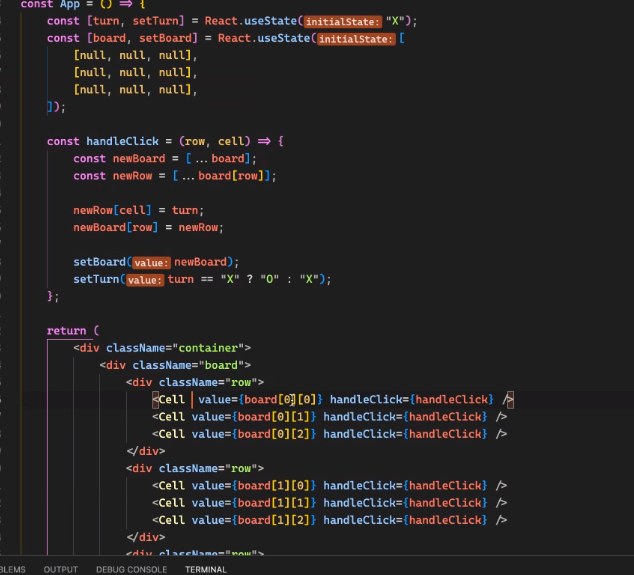 const App = () => {
const [turn, setTurn] = React.useState(initialState: "X");
const [board, setBoard] = React.useState(initialState: [
[null, null, null],
[null, null, null],
[null, null, null],
]);
const handleClick = (row, cell) => {
const newBoard = [...board];
const newRow = [...board[row]];
newRow[cell] = turn;
newBoard[row] = newRow;
setBoard(value: newBoard);
setTurn(value: turn == "X" ? "O" : "X");
};
return (
<div className="container">
<div className="board">
<div className="row">
<Cell  value={board[0][0]} handleClick={handleClick} />
<Cell value={board[0][1]} handleClick={handleClick} />
<Cell value={board[0][2]} handleClick={handleClick} />
</div>
<div className="row">
<Cell value={board[1][0]} handleClick={handleClick} />
<Cell value={board[1][1]} handleClick={handleClick} />
<Cell value={board[1][2]} handleClick={handleClick} />
</div>
<div className="row">
BLEMS OUTPUT DEBUG CONSOLE TERMINAL